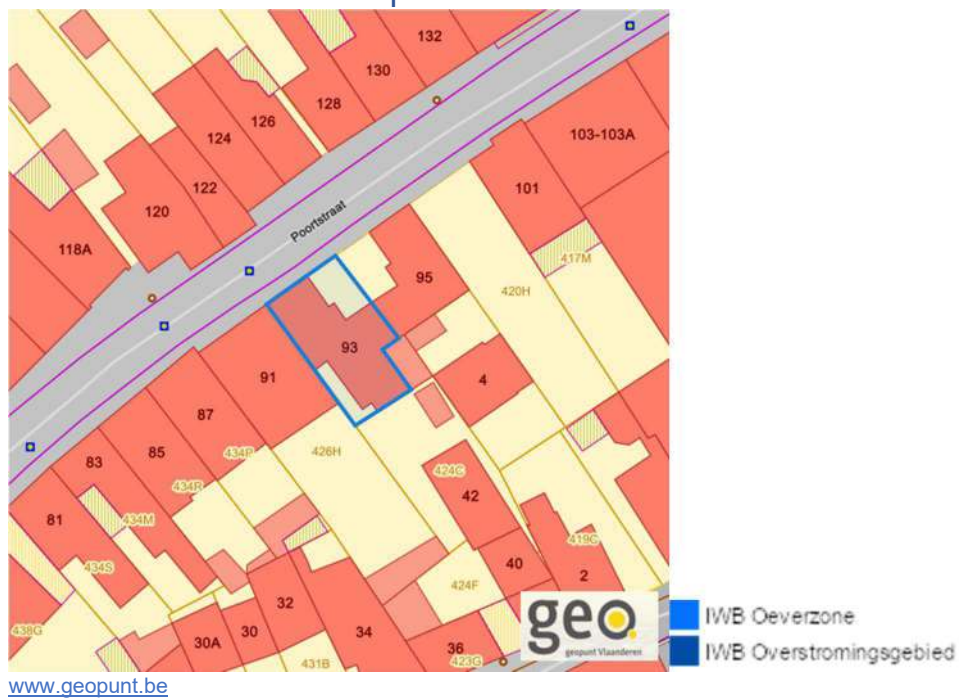 132
130
128
126
124
122
120
118A
103-103A
101
Poortstraat
417M
95
420H
93
91
4
87
434P
426H
85
434R
424C
83
42
81
434M
434S
419C
40
2
424F
32
438G
30A
30
34
36
431B
423G
geo.
geopunt Vlaanderen
IWB Oeverzone
IWB Overstromingsgebied
www.geopunt.be